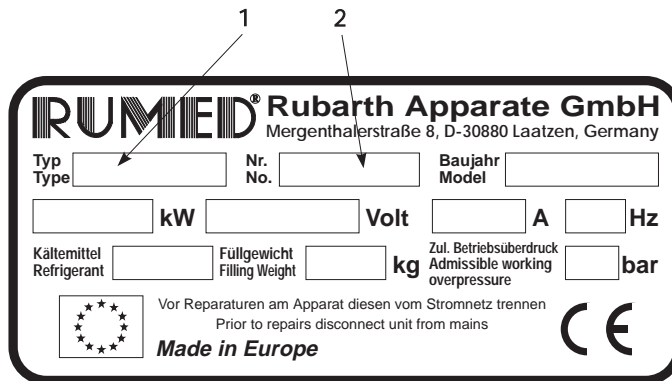 1 2
RUMED® Rubarth Apparate GmbH
Mergenthalerstraße 8, D-30880 Laatzen, Germany
Typ Nr. Baujahr
Type No. Model
kW Volt A Hz
Kältemittel Füllgewicht kg Zul. Betriebsüberdruck bar
Refrigerant Filling Weight Admissible working
overpressure
Vor Reparaturen am Apparat diesen vom Stromnetz trennen
Prior to repairs disconnect unit from mains
Made in Europe CE